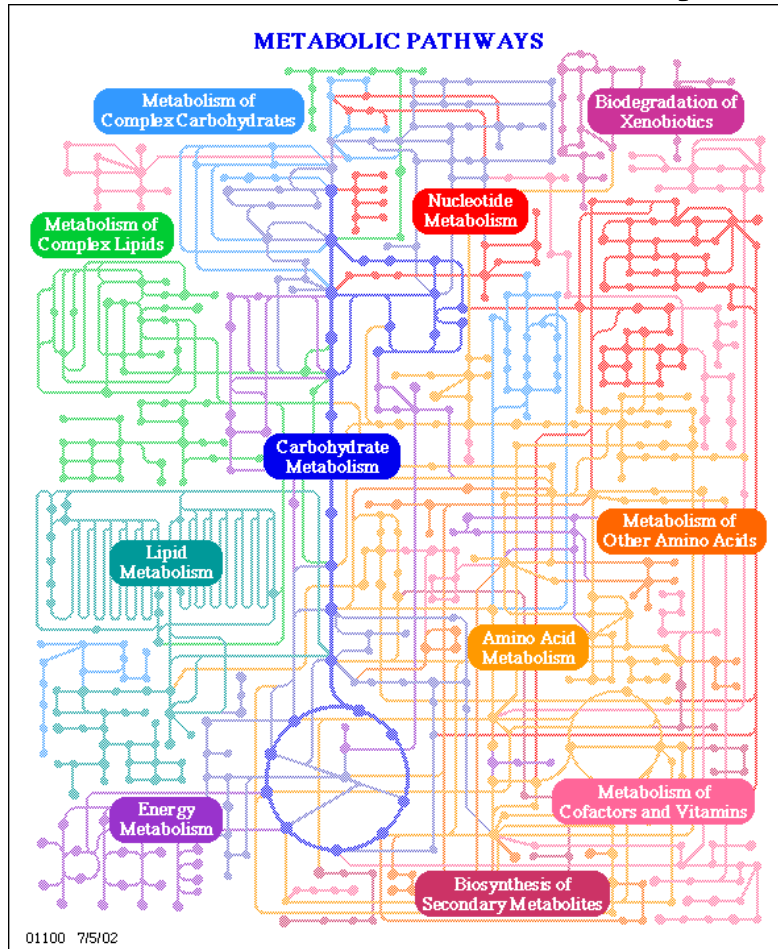 METABOLIC PATHWAYS
Metabolism of
Complex Carbohydrates
Biodegradation of
Xenobiotics
Nucleotide
Metabolism
Metabolism of
Complex Lipids
Carbohydrate
Metabolism
Metabolism of
Other Amino Acids
Lipid
Metabolism
Amino Acid
Metabolism
Metabolism of
Cofactors and Vitamins
Energy
Metabolism
Biosynthesis of
Secondary Metabolites
01100 7/5/02